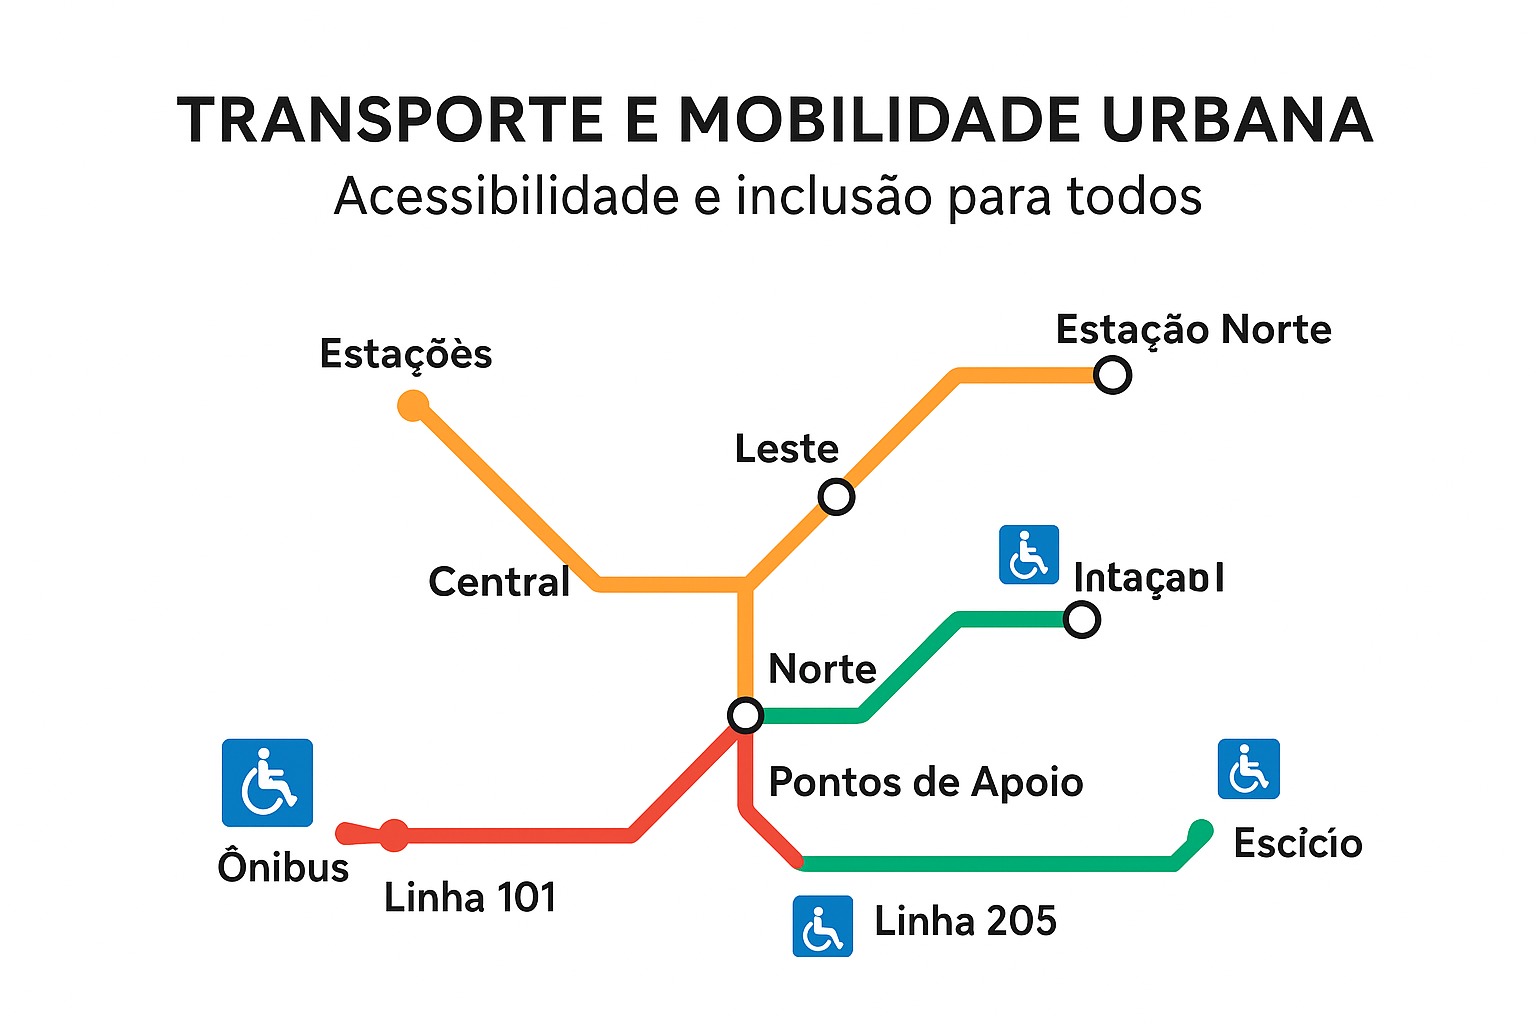 TRANSPORTE E MOBILIDADE URBANA
Acessibilidade e inclusão para todos
Estação Norte
Estaçõès
Leste
Central
Norte
Pontos de Apoio
Escício
Ônibus
Linha 101
Linha 205